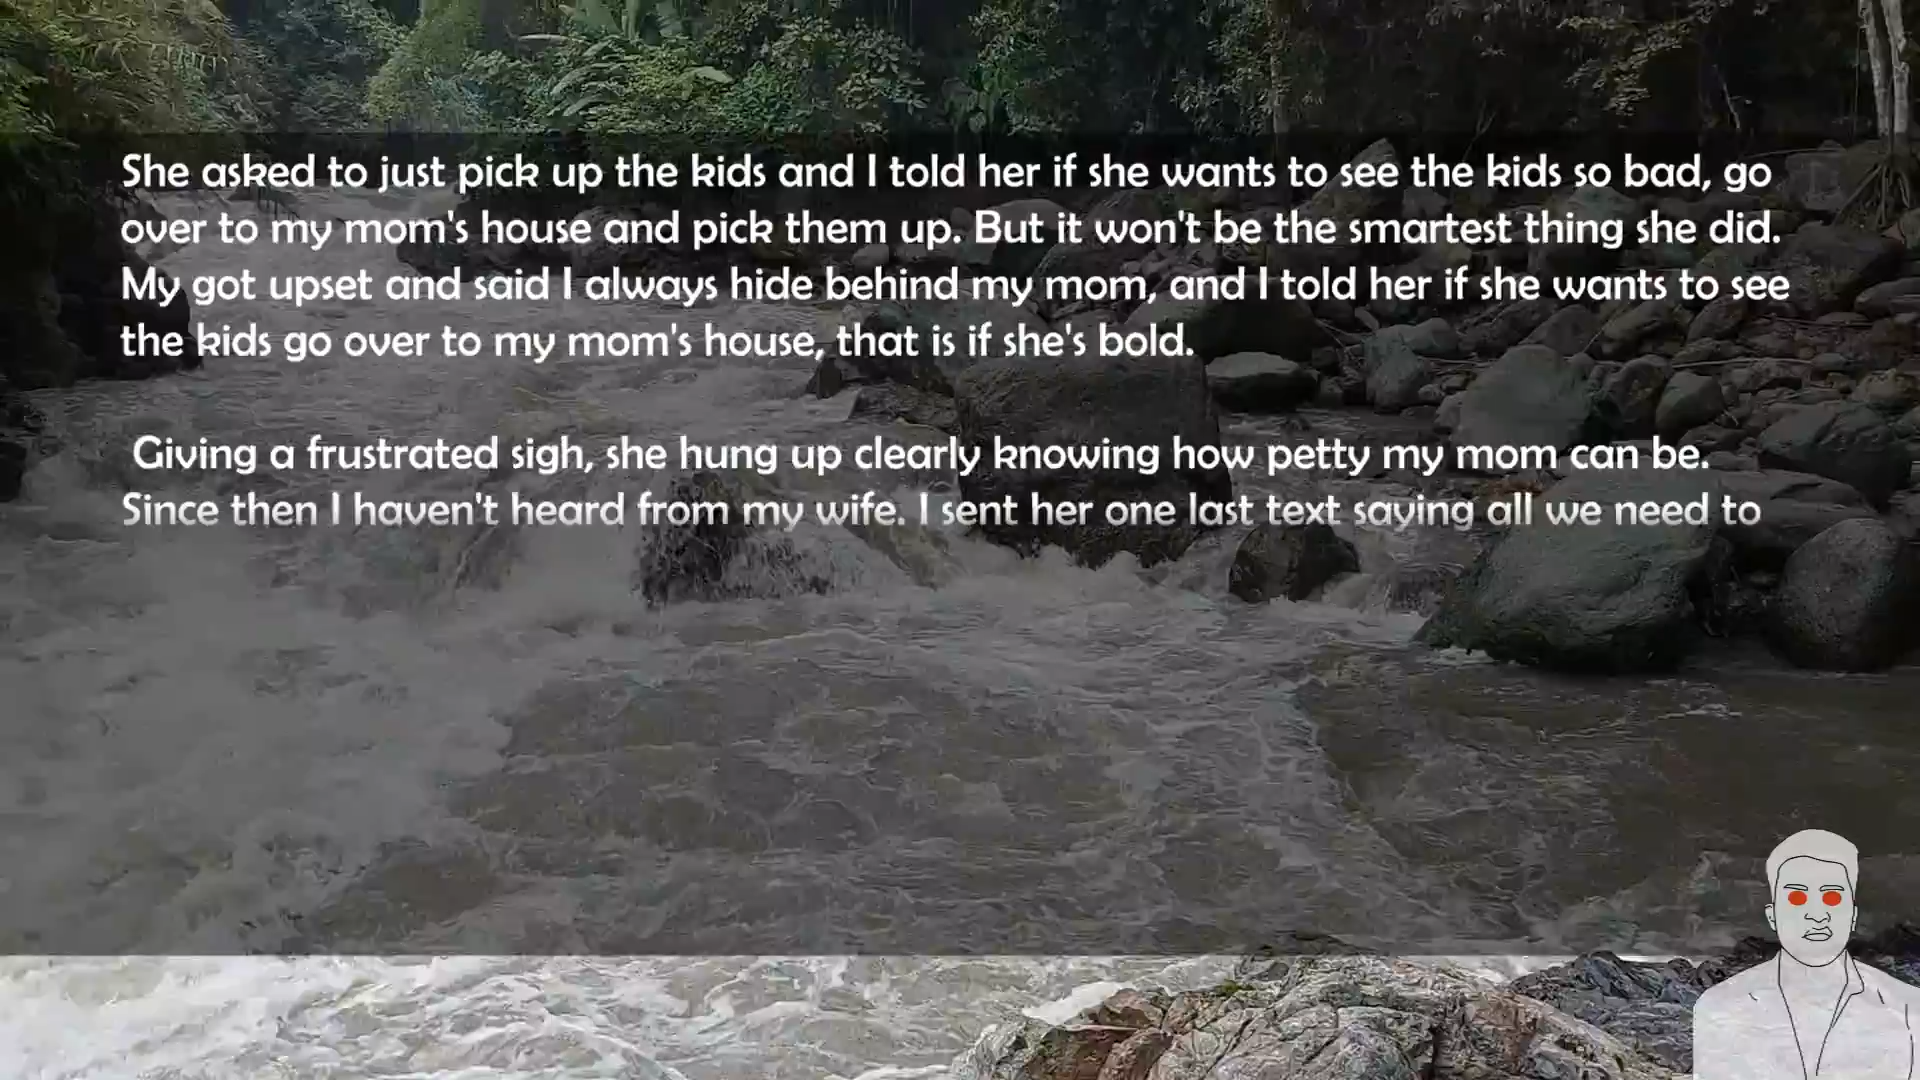 She asked to just pick up the kids and I told her if she wants to see the kids so bad, go
over to my mom's house and pick them up. But it won't be the smartest thing she did.
My got upset and said I always hide behind my mom, and I told her if she wants to see
the kids go over to my mom's house, that is if she's bold.
Giving a frustrated sigh, she hung up clearly knowing how petty my mom can be.
Since then I haven't heard from my wife. I sent her one last text saying all we need to